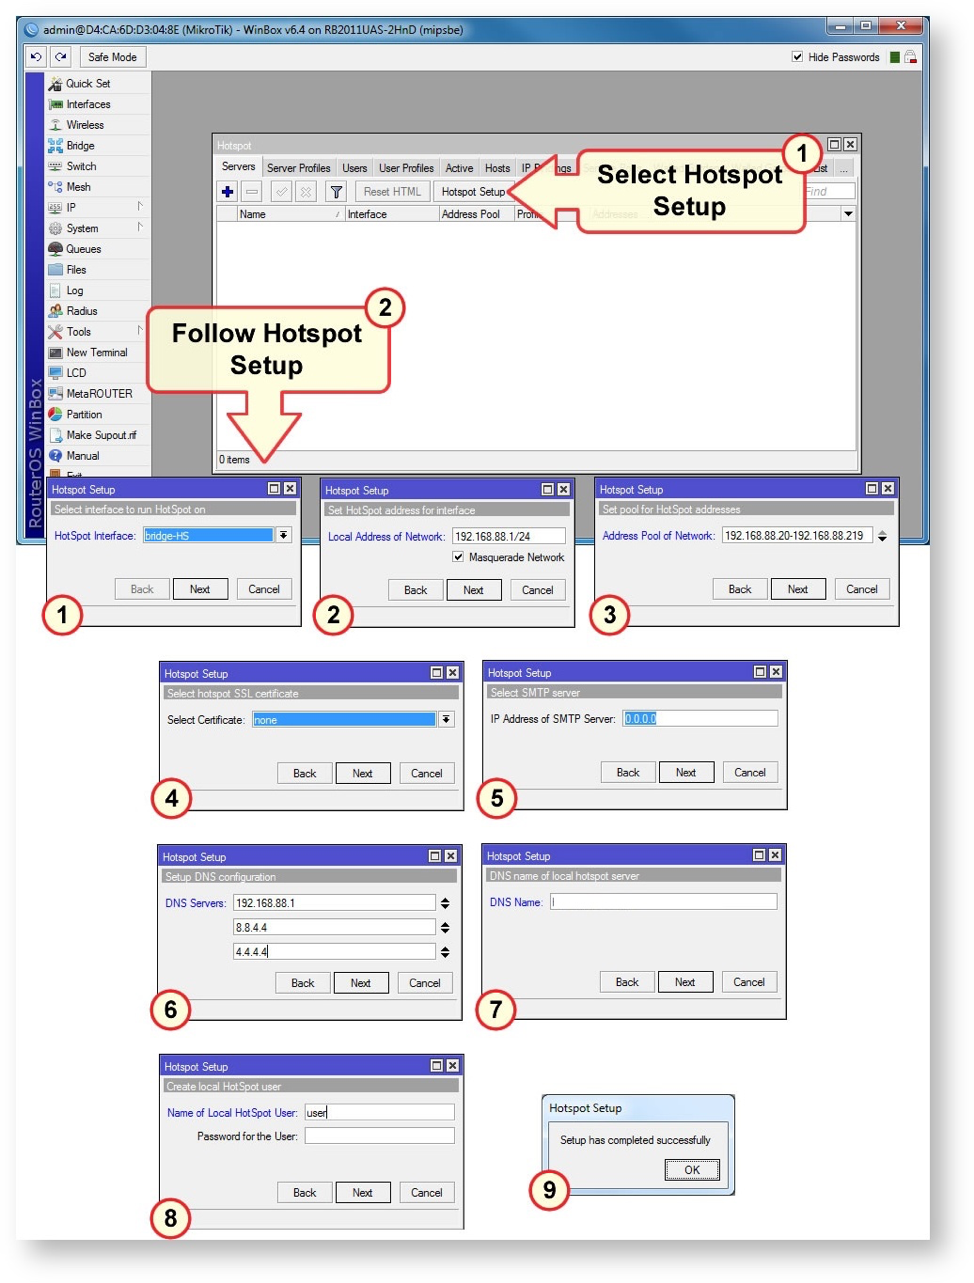 admin@D4:CA:6D:D3:04:8E (MikroTik) - WinBox v6.4 on RB2011UAS-2HnD (mipsbe)
Safe Mode
Hide Passwords
Quick Set
Interfaces
Wireless
Bridge
Switch
Mesh
IP
System
Queues
Files
Log
Radius
Tools
New Terminal
LCD
MetaROUTER
Partition
Make Supout.rif
Manual
Exit
RouterOS WinBox
Hotspot
Servers Server Profiles Users User Profiles Active Hosts
Reset HTML Hotspot Setup Find
Name Interface Address Pool Addresses
0 items
1
Select Hotspot
Setup
2
Follow Hotspot
Setup
Hotspot Setup
Select interface to run HotSpot on
HotSpot Interface: bridge-HS
Back Next Cancel
1
Hotspot Setup
Set HotSpot address for interface
Local Address of Network: 192.168.88.1/24
Masquerade Network
Back Next Cancel
2
Hotspot Setup
Set pool for HotSpot addresses
Address Pool of Network: 192.168.88.20-192.168.88.219
Back Next Cancel
3
Hotspot Setup
Select hotspot SSL certificate
Select Certificate: none
Back Next Cancel
4
Hotspot Setup
Select SMTP server
IP Address of SMTP Server: 0.0.0.0
Back Next Cancel
5
Hotspot Setup
Setup DNS configuration
DNS Servers: 192.168.88.1
8.8.4.4
4.4.4.4
Back Next Cancel
6
Hotspot Setup
DNS name of local hotspot server
DNS Name:
Back Next Cancel
7
Hotspot Setup
Create local HotSpot user
Name of Local HotSpot User: user
Password for the User:
Back Next Cancel
8
Hotspot Setup
Setup has completed successfully
OK
9